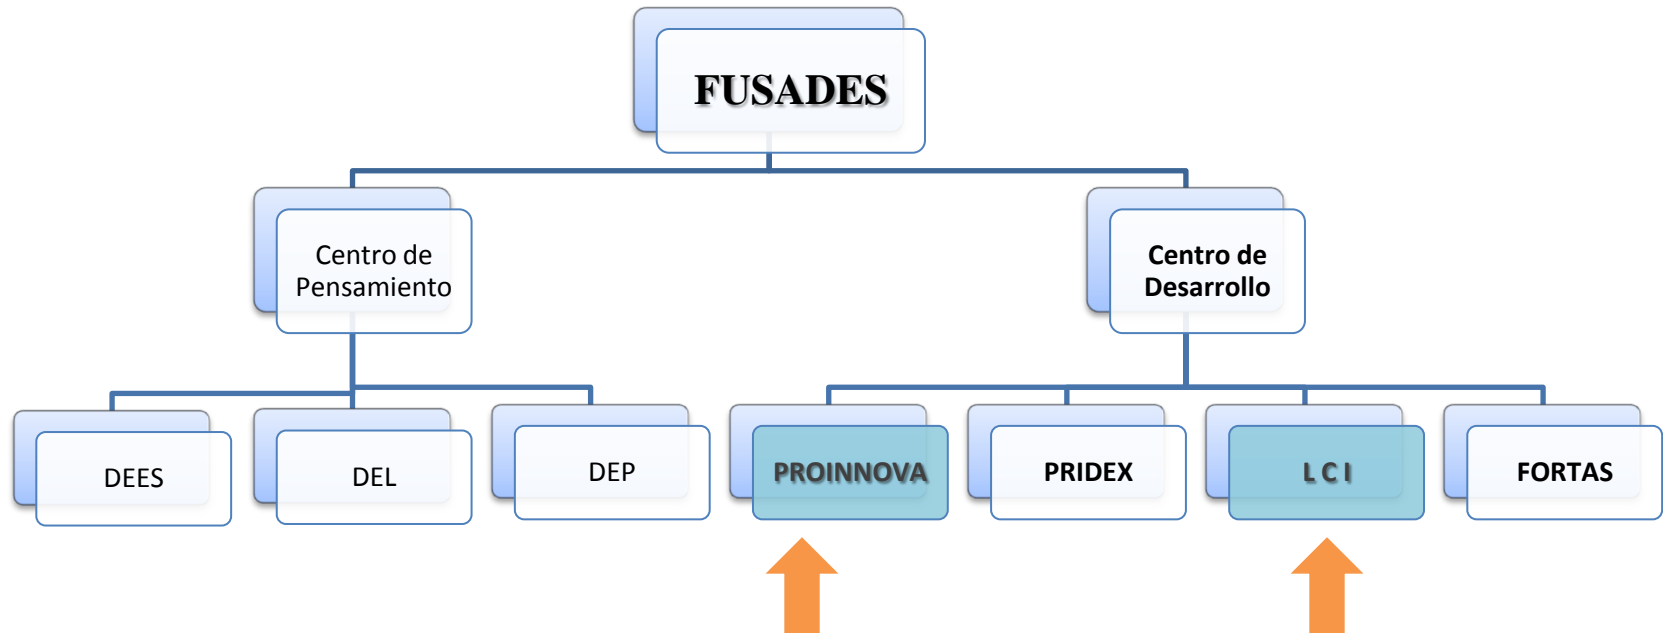 FUSADES
Centro de
Pensamiento
Centro de
Desarrollo
DEES
DEL
DEP
PROINNOVA
PRIDEX
L C I
FORTAS